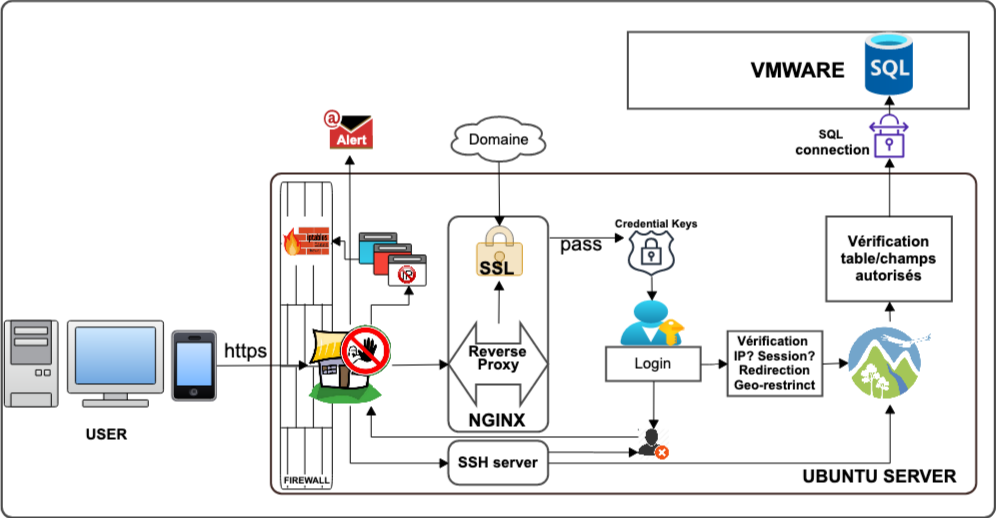 VMWARE
SQL
SQL
connection
@
Alert
Domaine
iptables
IP
SSL
pass
Credential Keys
Vérification
table/champs
autorisés
https
Reverse
Proxy
NGINX
Login
Vérification
IP? Session?
Redirection
Geo-restrinct
USER
SSH server
FIREWALL
UBUNTU SERVER